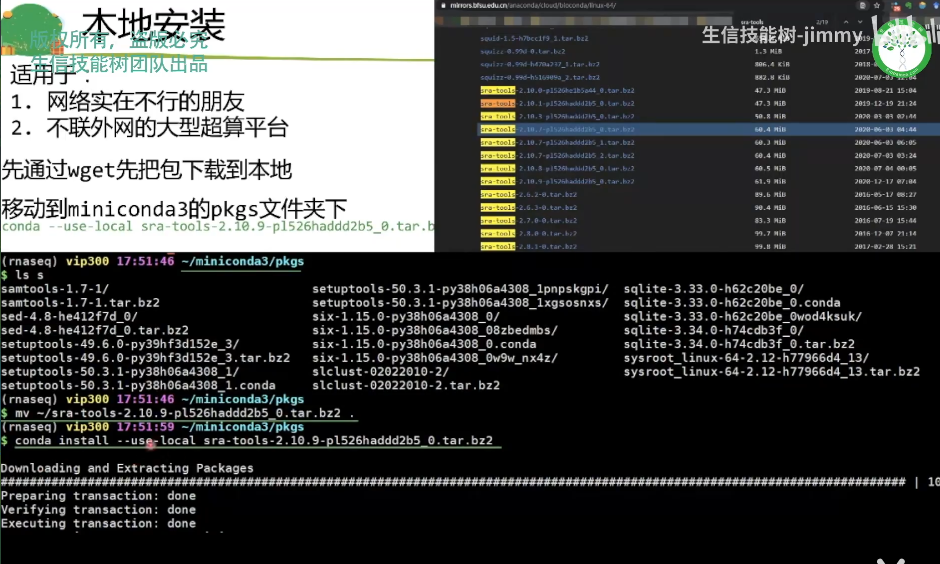 本地安装
版权所有，盗版必究
生信技能树团队出品
适用于：
1. 网络实在不行的朋友
2. 不联外网的大型超算平台
先通过wget先把包下载到本地
移动到miniconda3的pkgs文件夹下
conda --use-local sra-tools-2.10.9-pl526haddd2b5_0.tar.b
mirrors.bfsu.edu.cn/anaconda/cloud/bioconda/linux-64/
sra-tools 2/19
生信技能树-jimmy
bilibili
squid-1.5-h7bcc1f9_1.tar.bz2
squizz-0.99d-0.tar.bz2 1.3 MiB
squizz-0.99d-h470a237_1.tar.bz2 806.4 KiB
squizz-0.99d-h516909a_2.tar.bz2 882.8 KiB
sra-tools-2.10.0-pl526he1b5a44_0.tar.bz2 47.3 MiB 2019-08-21 15:04
sra-tools-2.10.1-pl526haddd2b5_0.tar.bz2 47.3 MiB 2019-12-19 21:24
sra-tools-2.10.3-pl526haddd2b5_0.tar.bz2 50.8 MiB 2020-03-03 02:44
sra-tools-2.10.7-pl526haddd2b5_0.tar.bz2 60.4 MiB 2020-06-03 04:44
sra-tools-2.10.7-pl526haddd2b5_1.tar.bz2 60.3 MiB 2020-06-03 06:05
sra-tools-2.10.7-pl526haddd2b5_2.tar.bz2 60.4 MiB 2020-07-03 03:24
sra-tools-2.10.8-pl526haddd2b5_0.tar.bz2 60.5 MiB 2020-07-04 00:05
sra-tools-2.10.9-pl526haddd2b5_0.tar.bz2 61.9 MiB 2020-12-17 07:04
sra-tools-2.6.2-0.tar.bz2 89.6 MiB 2016-05-17 08:27
sra-tools-2.6.3-0.tar.bz2 90.4 MiB 2016-06-15 15:30
sra-tools-2.7.0-0.tar.bz2 83.3 MiB 2016-07-19 15:44
sra-tools-2.8.0-0.tar.bz2 99.7 MiB 2016-12-07 21:14
sra-tools-2.8.1-0.tar.bz2 99.8 MiB 2017-02-28 15:21
(rnaseq) vip300 17:51:46 ~/miniconda3/pkgs
$ ls s
samtools-1.7-1/ setuptools-50.3.1-py38h06a4308_1pnpskgpi/ sqlite-3.33.0-h62c20be_0/
samtools-1.7-1.tar.bz2 setuptools-50.3.1-py38h06a4308_1xgsosnxs/ sqlite-3.33.0-h62c20be_0.conda
sed-4.8-he412f7d_0/ six-1.15.0-py38h06a4308_0/ sqlite-3.33.0-h62c20be_0wod4ksuk/
sed-4.8-he412f7d_0.tar.bz2 six-1.15.0-py38h06a4308_08zbedmbs/ sqlite-3.34.0-h74cdb3f_0/
setuptools-49.6.0-py39hf3d152e_3/ six-1.15.0-py38h06a4308_0.conda sqlite-3.34.0-h74cdb3f_0.tar.bz2
setuptools-49.6.0-py39hf3d152e_3.tar.bz2 six-1.15.0-py38h06a4308_0w9w_nx4z/ sysroot_linux-64-2.12-h77966d4_13/
setuptools-50.3.1-py38h06a4308_1/ slclust-02022010-2/ sysroot_linux-64-2.12-h77966d4_13.tar.bz2
setuptools-50.3.1-py38h06a4308_1.conda slclust-02022010-2.tar.bz2
(rnaseq) vip300 17:51:46 ~/miniconda3/pkgs
$ mv ~/sra-tools-2.10.9-pl526haddd2b5_0.tar.bz2 .
(rnaseq) vip300 17:51:59 ~/miniconda3/pkgs
$ conda install --use-local sra-tools-2.10.9-pl526haddd2b5_0.tar.bz2
Downloading and Extracting Packages
| 10
Preparing transaction: done
Verifying transaction: done
Executing transaction: done